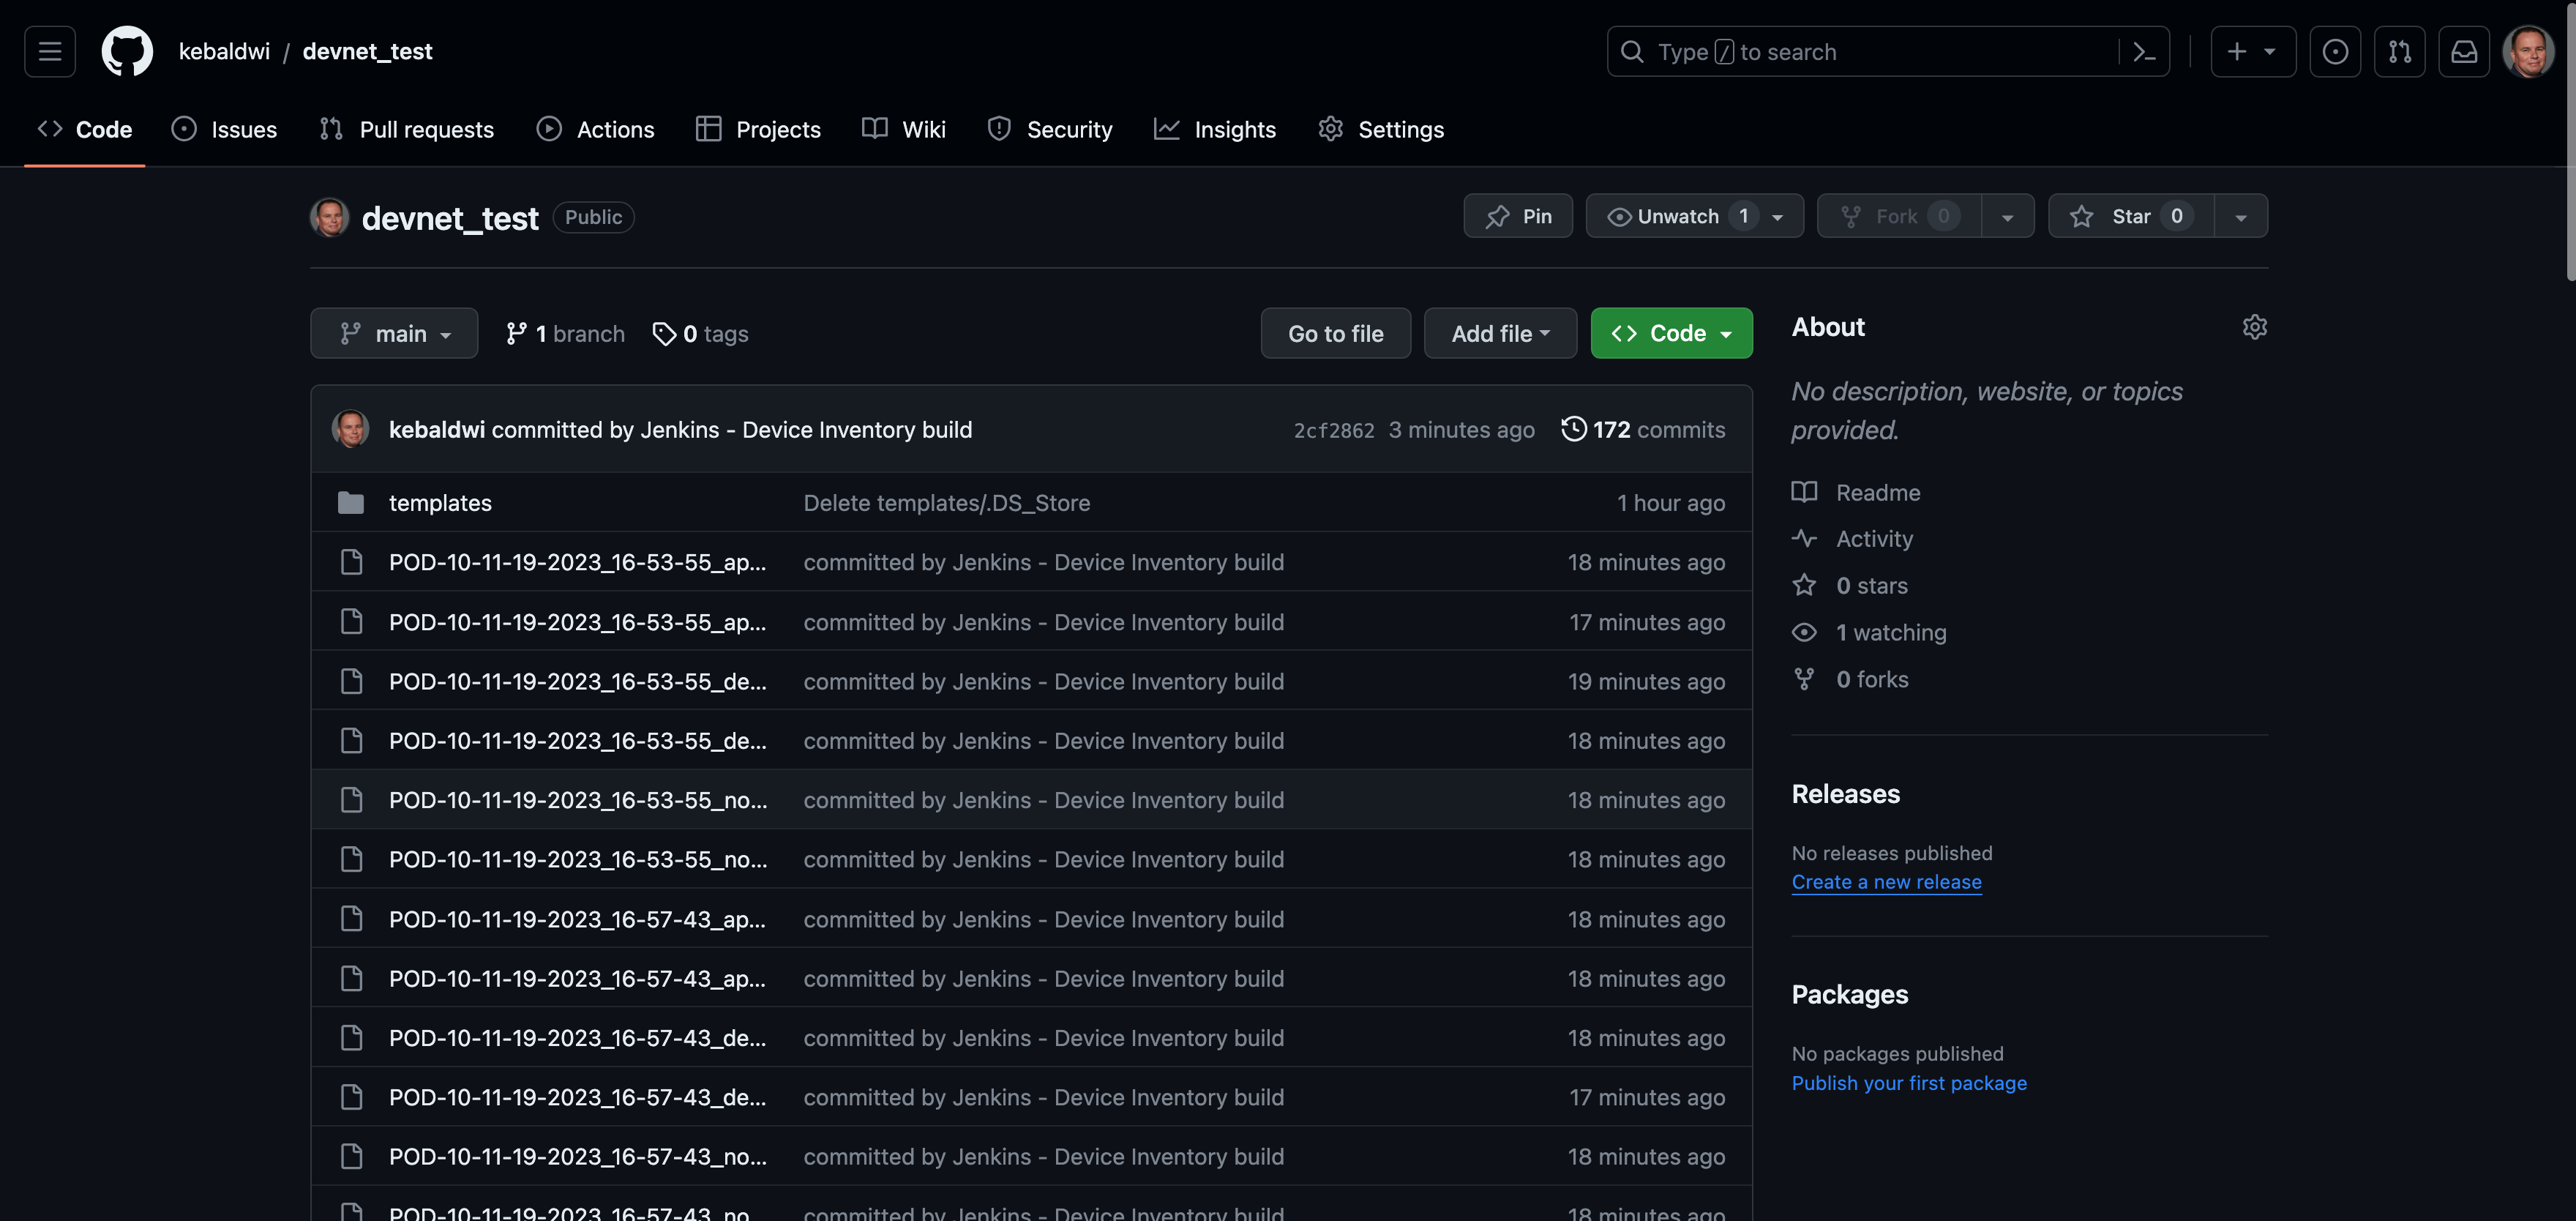 kebaldwi / devnet_test
Type / to search
Code Issues Pull requests Actions Projects Wiki Security Insights Settings
devnet_test Public
Pin Unwatch 1 Fork 0 Star 0
main 1 branch 0 tags Go to file Add file Code
kebaldwi committed by Jenkins - Device Inventory build 2cf2862 3 minutes ago 172 commits
templates Delete templates/.DS_Store 1 hour ago
POD-10-11-19-2023_16-53-55_ap... committed by Jenkins - Device Inventory build 18 minutes ago
POD-10-11-19-2023_16-53-55_ap... committed by Jenkins - Device Inventory build 17 minutes ago
POD-10-11-19-2023_16-53-55_de... committed by Jenkins - Device Inventory build 19 minutes ago
POD-10-11-19-2023_16-53-55_de... committed by Jenkins - Device Inventory build 18 minutes ago
POD-10-11-19-2023_16-53-55_no... committed by Jenkins - Device Inventory build 18 minutes ago
POD-10-11-19-2023_16-53-55_no... committed by Jenkins - Device Inventory build 18 minutes ago
POD-10-11-19-2023_16-57-43_ap... committed by Jenkins - Device Inventory build 18 minutes ago
POD-10-11-19-2023_16-57-43_ap... committed by Jenkins - Device Inventory build 18 minutes ago
POD-10-11-19-2023_16-57-43_de... committed by Jenkins - Device Inventory build 18 minutes ago
POD-10-11-19-2023_16-57-43_de... committed by Jenkins - Device Inventory build 17 minutes ago
POD-10-11-19-2023_16-57-43_no... committed by Jenkins - Device Inventory build 18 minutes ago
POD-10-11-19-2023_16-57-43_no... committed by Jenkins - Device Inventory build 18 minutes ago
About
No description, website, or topics
provided.
Readme
Activity
0 stars
1 watching
0 forks
Releases
No releases published
Create a new release
Packages
No packages published
Publish your first package